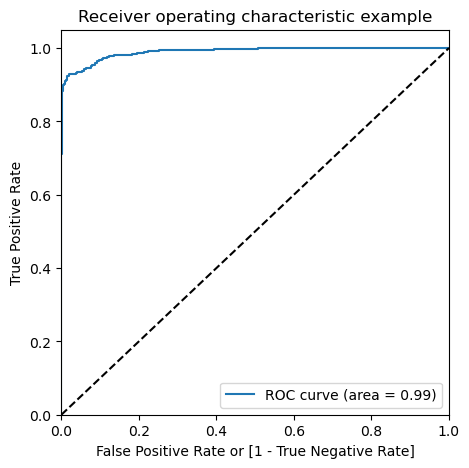 Receiver operating characteristic example
1.0
0.8
0.6
0.4
0.2
0.0
True Positive Rate
ROC curve (area = 0.99)
0.0 0.2 0.4 0.6 0.8 1.0
False Positive Rate or [1 - True Negative Rate]